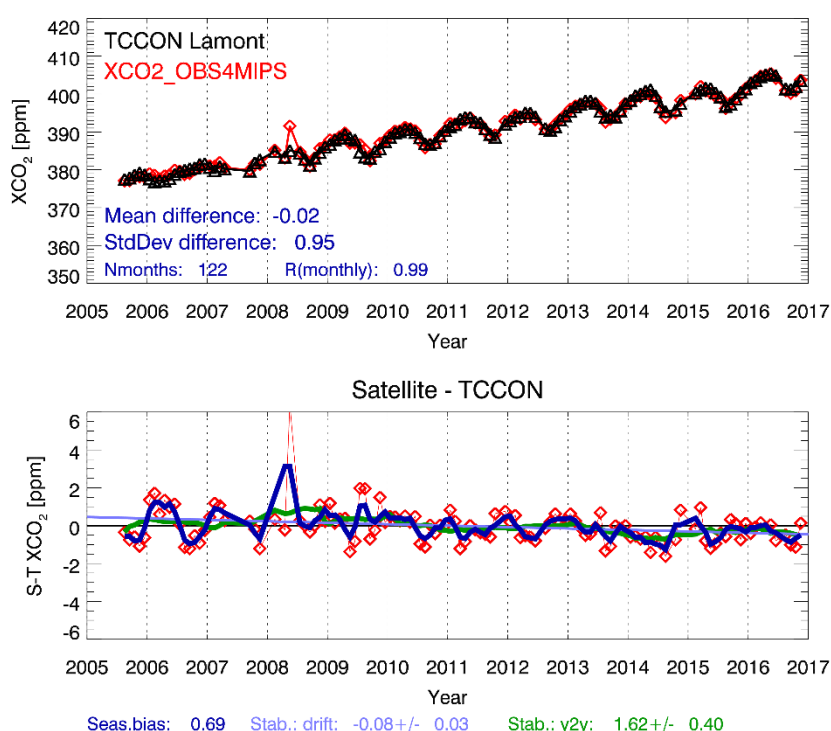 TCCON Lamont
XCO2_OBS4MIPS
420
410
400
390
380
370
360
350
XCO₂ [ppm]
Mean difference: -0.02
StdDev difference: 0.95
Nmonths: 122 R(monthly): 0.99
2005 2006 2007 2008 2009 2010 2011 2012 2013 2014 2015 2016 2017
Year
Satellite - TCCON
6
4
2
0
-2
-4
-6
S-T XCO₂ [ppm]
2005 2006 2007 2008 2009 2010 2011 2012 2013 2014 2015 2016 2017
Year
Seas.bias: 0.69 Stab.: drift: -0.08+/- 0.03 Stab.: y2y: 1.62+/- 0.40